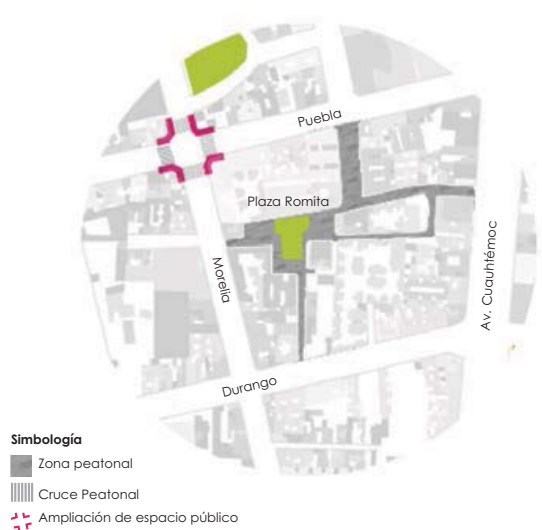 Puebla
Plaza Romita
Morelia
Av. Cuauhtémoc
Durango
Simbología
Zona peatonal
Cruce Peatonal
Ampliación de espacio público